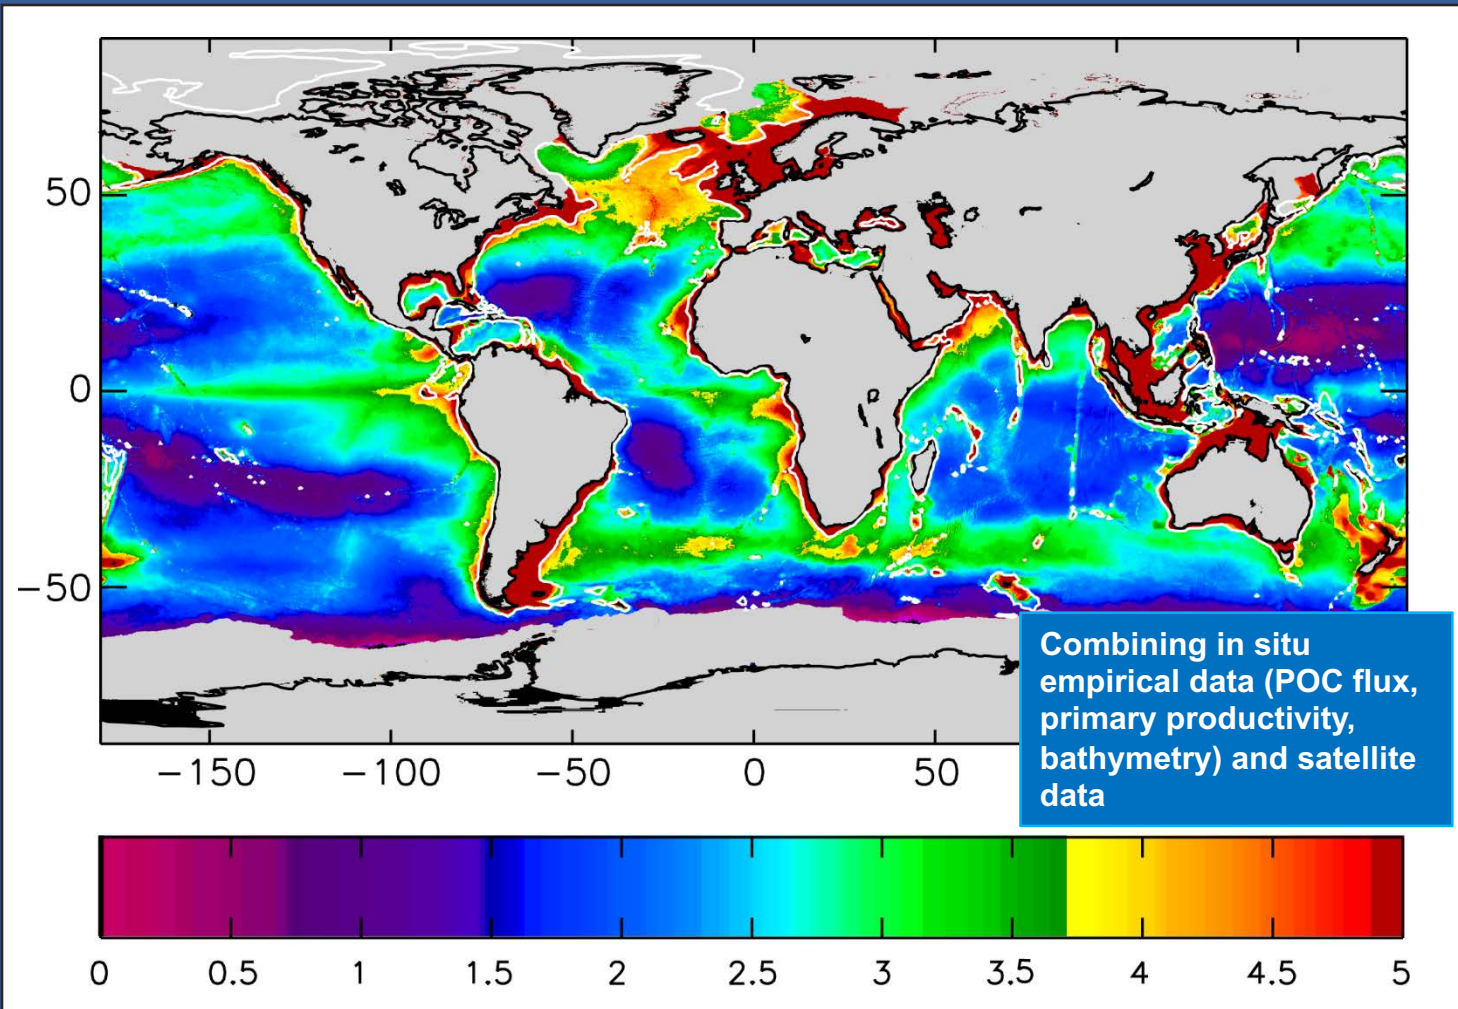 50
0
−50
−150 −100 −50 0 50
Combining in situ
empirical data (POC flux,
primary productivity,
bathymetry) and satellite
data
0 0.5 1 1.5 2 2.5 3 3.5 4 4.5 5